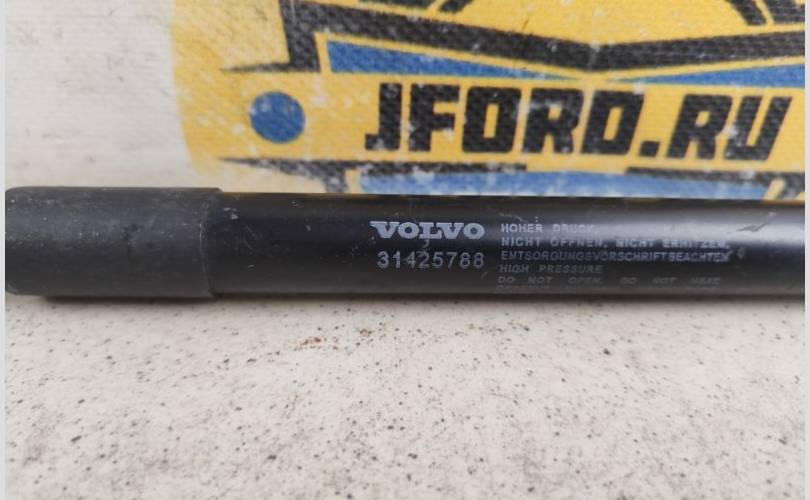 JFORD.RU
VOLVO
31425788
HOHER DRUCK.
NICHT ÖFFNEN, NICHT ERHITZEN,
ENTSORGUNGSVORSCHRIFT BEACHTEN
HIGH PRESSURE
DO NOT OPEN. DO NOT HEAT